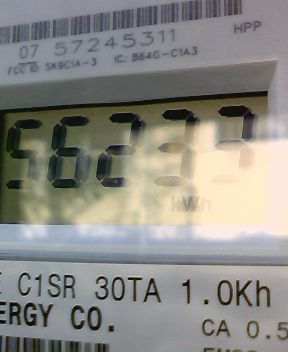 07 57245311
HPP
FCC ID: SK9C1A-3 IC: 864G-C1A3
56233
kWh
C1SR 30TA 1.0Kh
ERGY CO.
CA 0.5